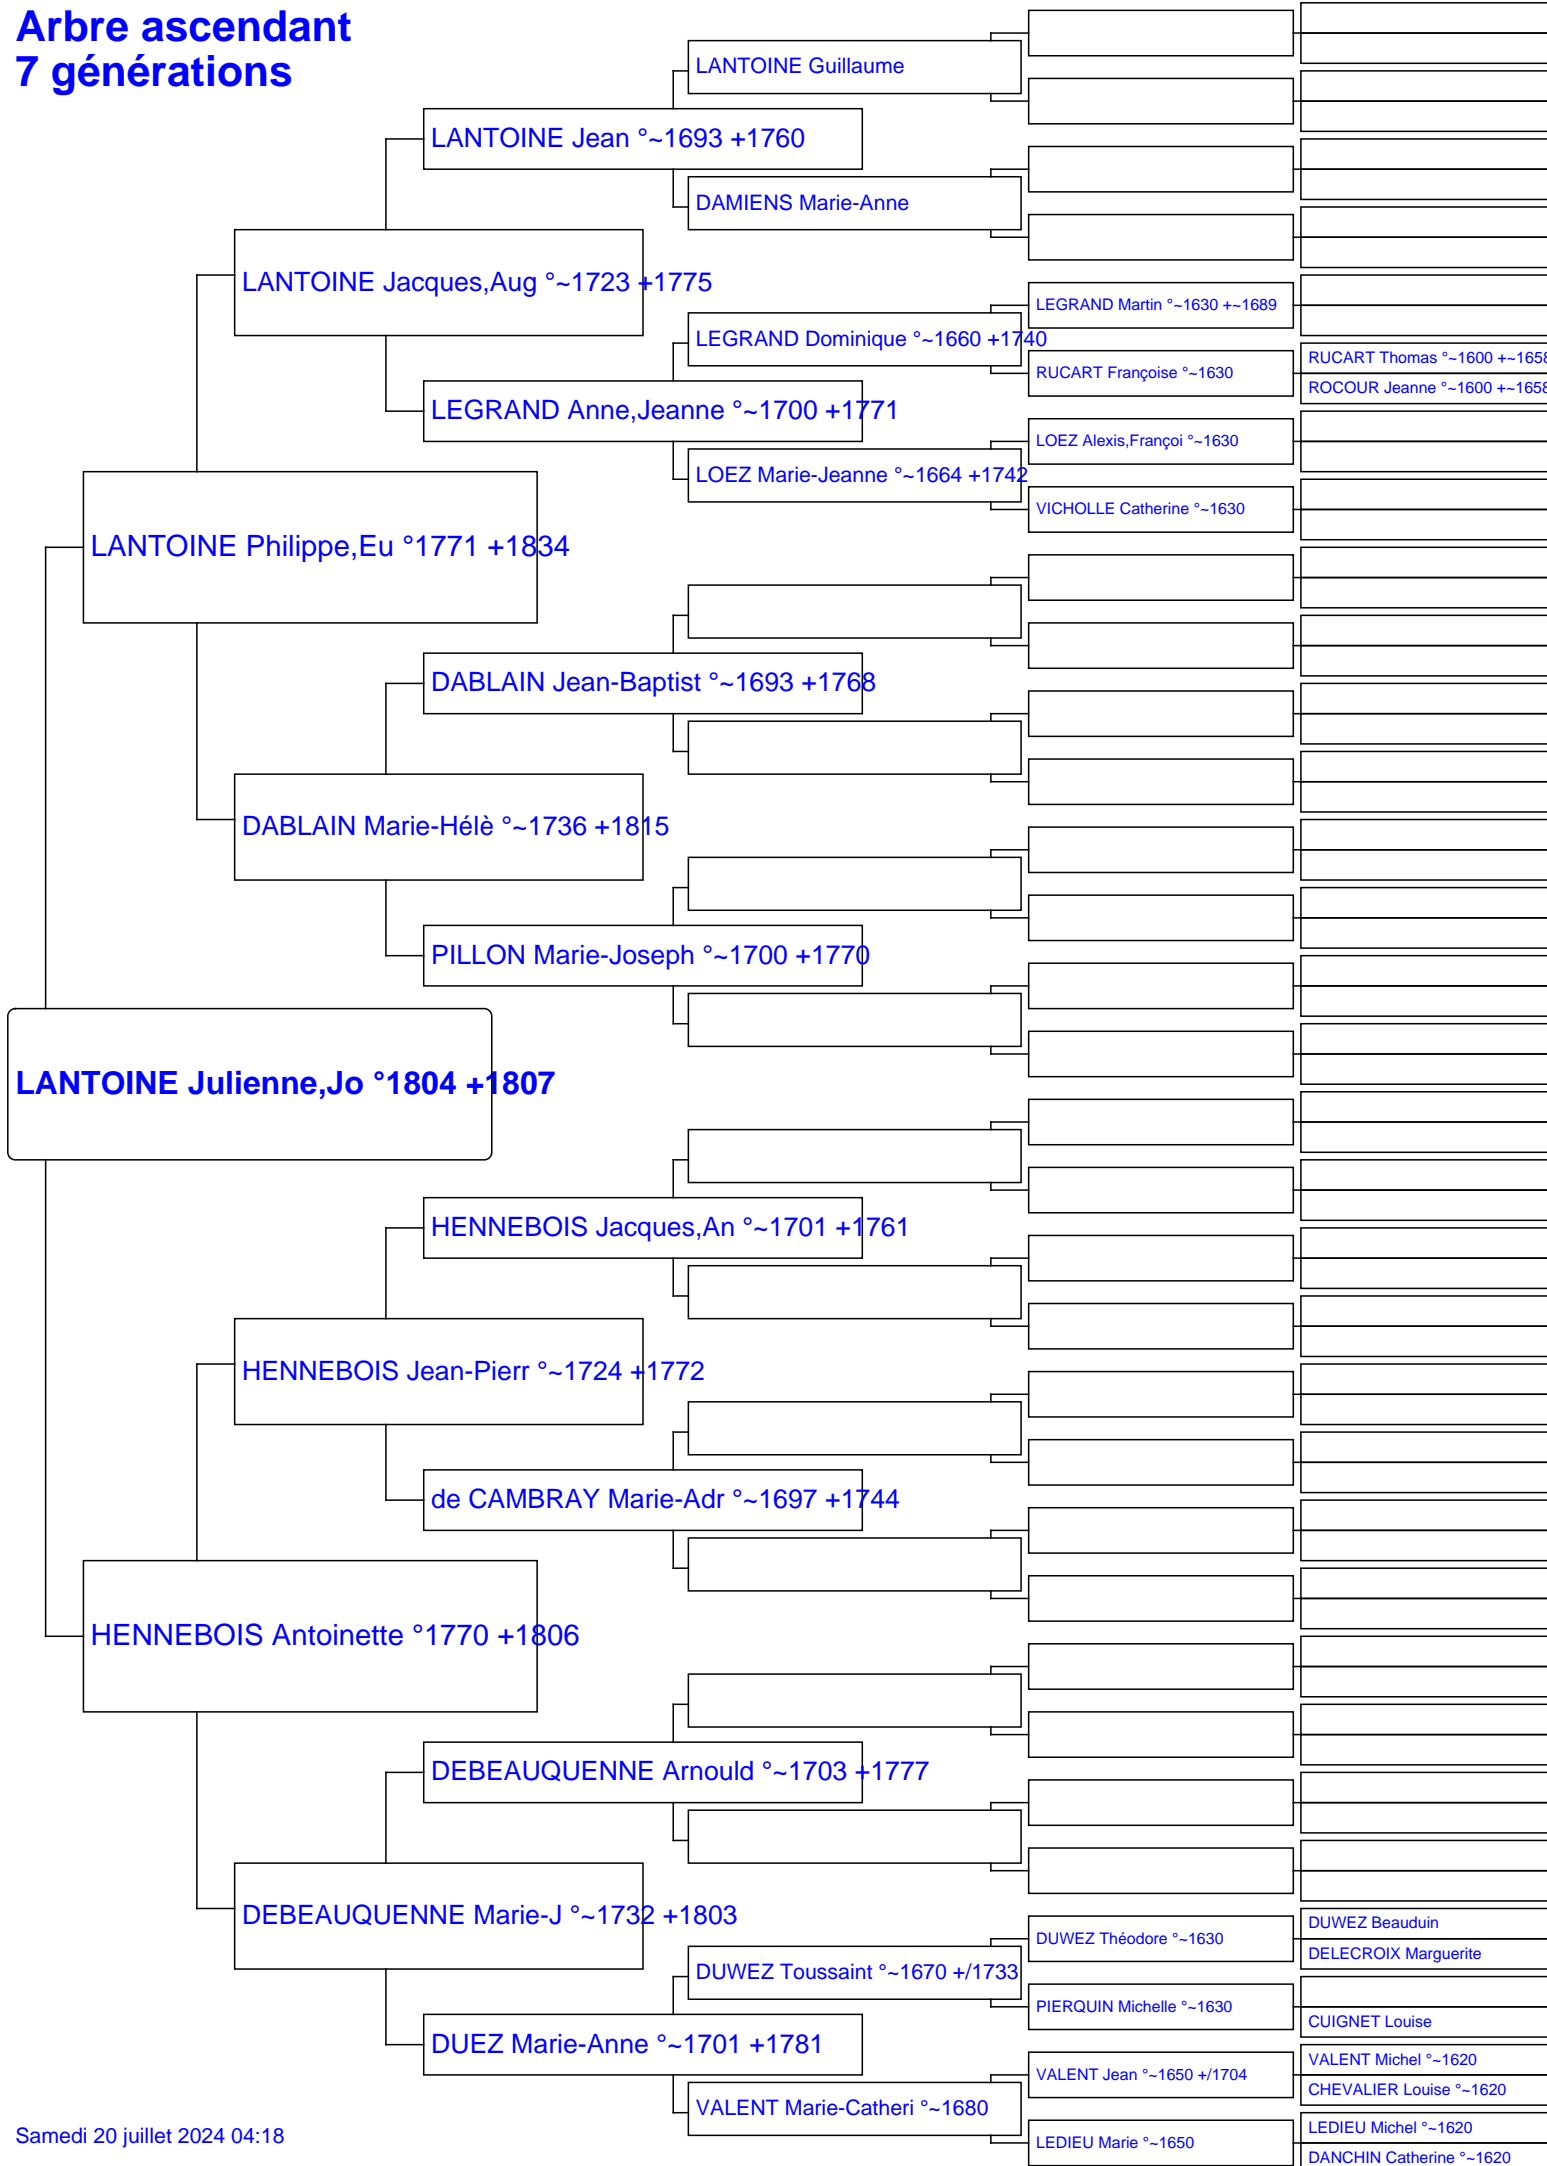 Arbre ascendant
7 générations
LANTOINE Guillaume
LANTOINE Jean °~1693 +1760
DAMIENS Marie-Anne
LANTOINE Jacques,Aug °~1723 +1775
LEGRAND Martin °~1630 +~1689
LEGRAND Dominique °~1660 +1740
RUCART Thomas °~1600 +~1658
RUCART Françoise °~1630
ROCOUR Jeanne °~1600 +~1658
LEGRAND Anne,Jeanne °~1700 +1771
LOEZ Alexis,Françoi °~1630
LOEZ Marie-Jeanne °~1664 +1742
VICHOLLE Catherine °~1630
LANTOINE Philippe,Eu °1771 +1834
DABLAIN Jean-Baptist °~1693 +1768
DABLAIN Marie-Hélè °~1736 +1815
PILLON Marie-Joseph °~1700 +1770
LANTOINE Julienne,Jo °1804 +1807
HENNEBOIS Jacques,An °~1701 +1761
HENNEBOIS Jean-Pierr °~1724 +1772
de CAMBRAY Marie-Adr °~1697 +1744
HENNEBOIS Antoinette °1770 +1806
DEBEAUQUENNE Arnould °~1703 +1777
DEBEAUQUENNE Marie-J °~1732 +1803
DUWEZ Beauduin
DUWEZ Théodore °~1630
DELECROIX Marguerite
DUWEZ Toussaint °~1670 +/1733
PIERQUIN Michelle °~1630
CUIGNET Louise
DUEZ Marie-Anne °~1701 +1781
VALENT Michel °~1620
VALENT Jean °~1650 +/1704
CHEVALIER Louise °~1620
VALENT Marie-Catheri °~1680
LEDIEU Michel °~1620
LEDIEU Marie °~1650
DANCHIN Catherine °~1620
Samedi 20 juillet 2024 04:18